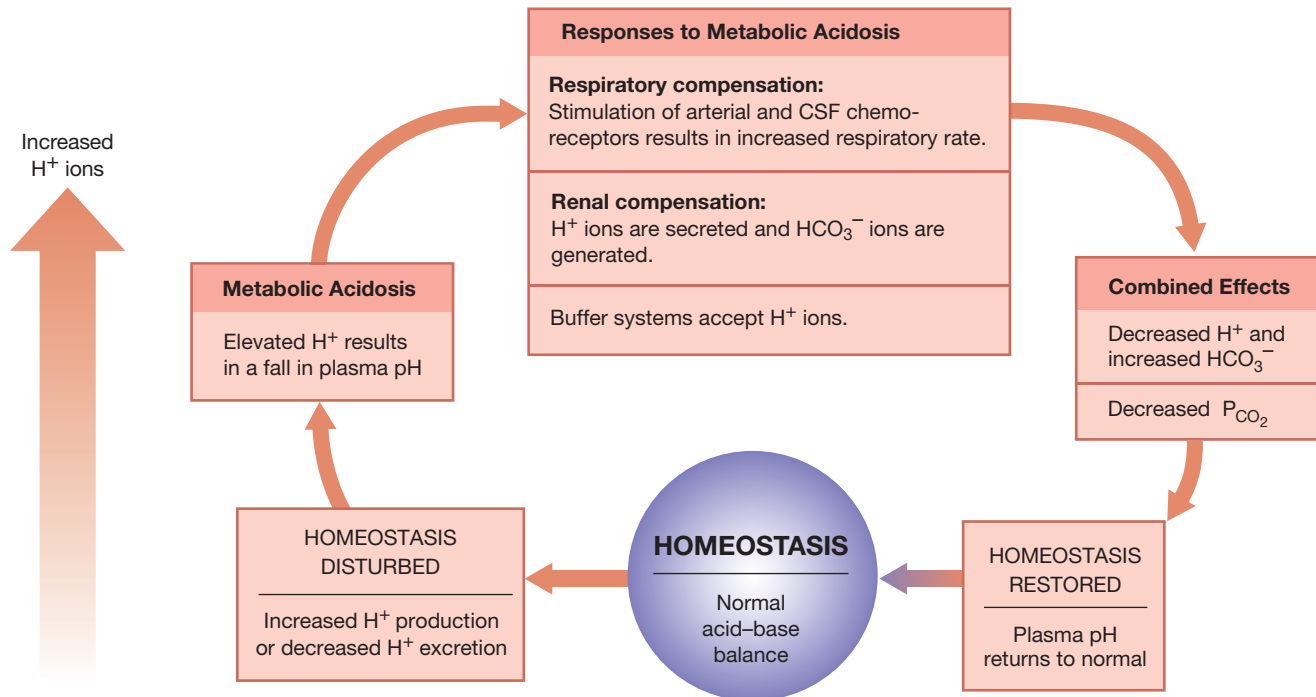 Increased
H⁺ ions
Responses to Metabolic Acidosis
Respiratory compensation:
Stimulation of arterial and CSF chemo-
receptors results in increased respiratory rate.
Renal compensation:
H⁺ ions are secreted and HCO₃⁻ ions are
generated.
Buffer systems accept H⁺ ions.
Metabolic Acidosis
Elevated H⁺ results
in a fall in plasma pH
Combined Effects
Decreased H⁺ and
increased HCO₃⁻
Decreased P_CO₂
HOMEOSTASIS
DISTURBED
Increased H⁺ production
or decreased H⁺ excretion
HOMEOSTASIS
Normal
acid–base
balance
HOMEOSTASIS
RESTORED
Plasma pH
returns to normal